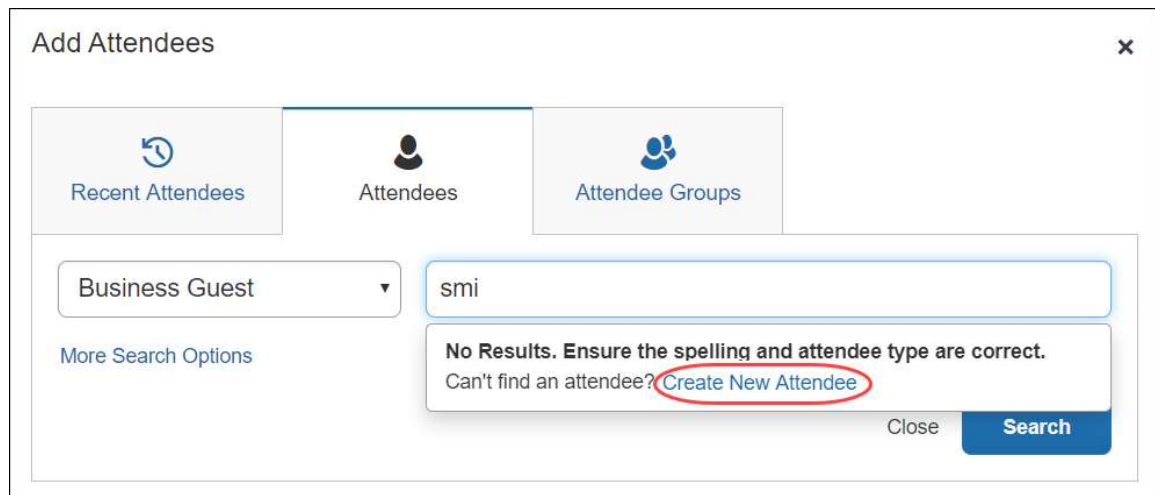 Add Attendees
Recent Attendees
Attendees
Attendee Groups
Business Guest
smi
More Search Options
No Results. Ensure the spelling and attendee type are correct.
Can't find an attendee? Create New Attendee
Close
Search